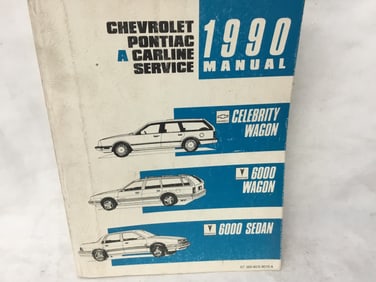 CHEVROLET
PONTIAC
A CARLINE
SERVICE
1990
MANUAL
CELEBRITY
WAGON
6000
WAGON
6000 SEDAN